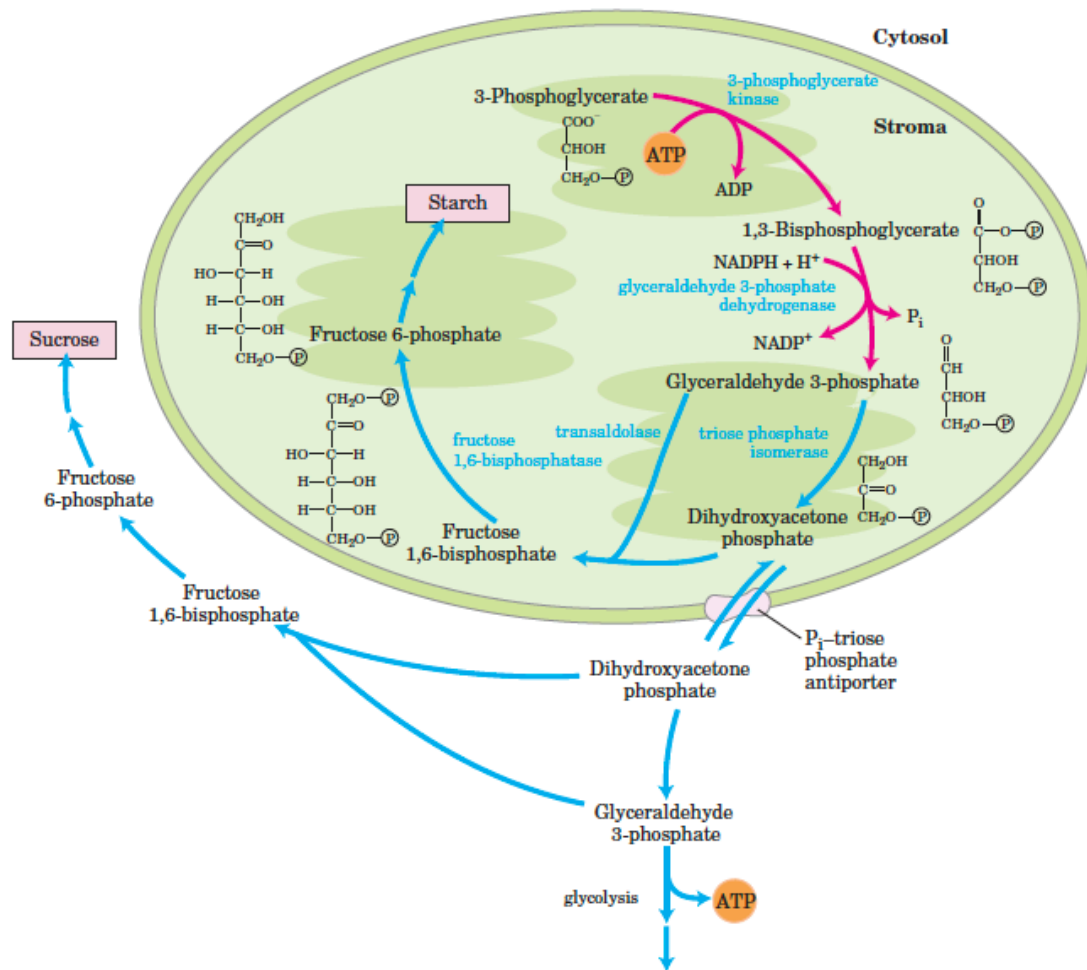 Cytosol
3-phosphoglycerate
kinase
3-Phosphoglycerate
Stroma
COO⁻
CHOH
CH₂O—Ⓟ
ATP
ADP
Starch
1,3-Bisphosphoglycerate
O
C—O—Ⓟ
CHOH
CH₂O—Ⓟ
NADPH + H⁺
glyceraldehyde 3-phosphate
dehydrogenase
Pᵢ
NADP⁺
CH₂OH
C=O
HO—C—H
H—C—OH
H—C—OH
CH₂O—Ⓟ
Fructose 6-phosphate
Sucrose
Glyceraldehyde 3-phosphate
O
CH
CHOH
CH₂O—Ⓟ
CH₂O—Ⓟ
C=O
HO—C—H
H—C—OH
H—C—OH
CH₂O—Ⓟ
fructose
1,6-bisphosphatase
transaldolase
triose phosphate
isomerase
CH₂OH
C=O
CH₂O—Ⓟ
Fructose
6-phosphate
Dihydroxyacetone
phosphate
Fructose
1,6-bisphosphate
Fructose
1,6-bisphosphate
Pᵢ–triose
phosphate
antiporter
Dihydroxyacetone
phosphate
Glyceraldehyde
3-phosphate
glycolysis
ATP